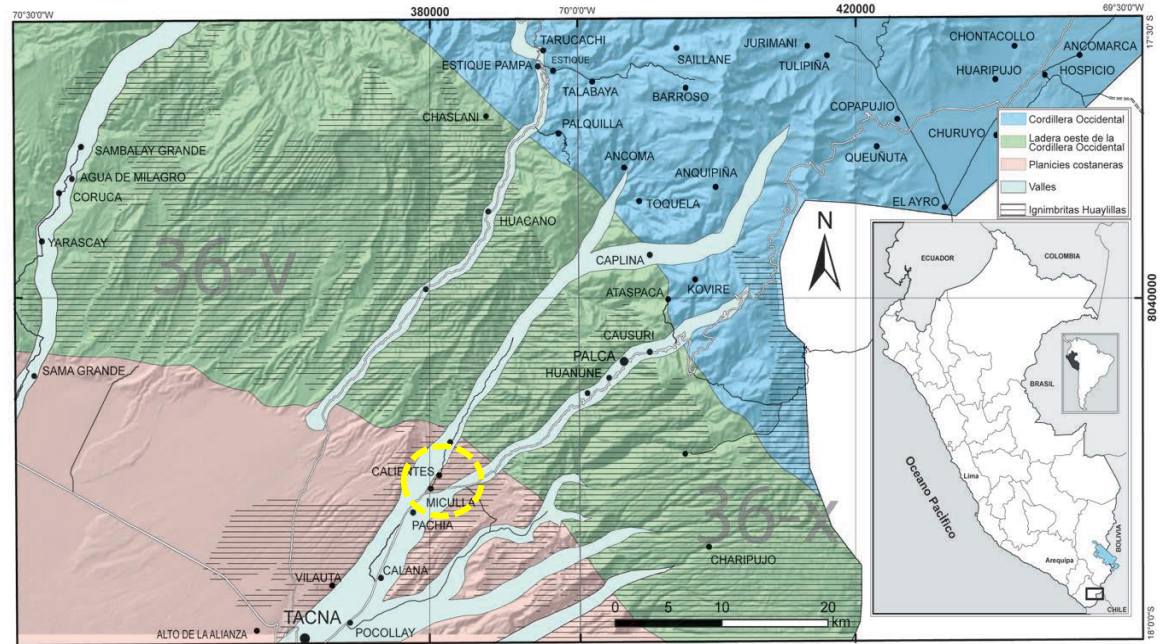 70°30'0"W
380000
70°0'0"W
420000
69°30'0"W
17°30'S
TARUCACHI
ESTIQUE PAMPA
ESTIQUE
SAILLANE
JURIMANI
TULIPIÑA
CHONTACOLLO
ANCOMARCA
HUARIPUJO
HOSPICIO
TALABAYA
BARROSO
CHASLANI
PALQUILLA
COPAPUJIO
CHURUYO
QUEUÑUTA
Cordillera Occidental
Ladera oeste de la
Cordillera Occidental
Planicies costaneras
Valles
Ignimbritas Huaylillas
SAMBALAY GRANDE
AGUA DE MILAGRO
CORUCA
ANCOMA
ANQUIPIÑA
TOQUELA
EL AYRO
HUACANO
YARASCAY
36-v
N
CAPLINA
KOVIRE
ATASPACA
8040000
CAUSURI
PALCA
HUANUNE
SAMA GRANDE
CALIENTES
MICULLA
PACHIA
36-x
CHARIPUJO
CALANA
VILAUTA
TACNA
POCOLLAY
ALTO DE LA ALIANZA
0 5 10 20
km
18°0'0"S
ECUADOR
COLOMBIA
BRASIL
Lima
Oceano Pacífico
Arequipa
BOLIVIA
CHILE